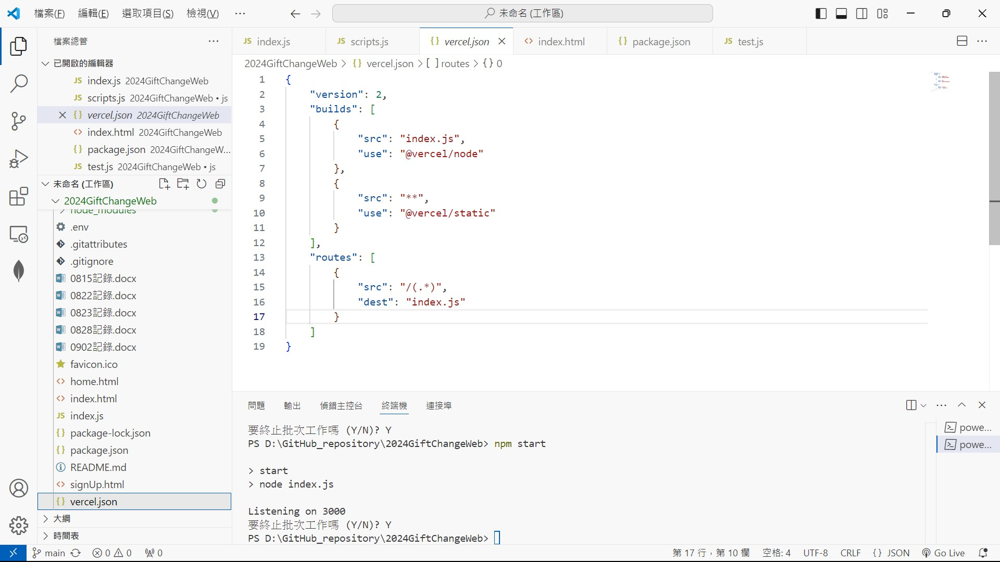 檔案(F) 編輯(E) 選取項目(S) 檢視(V) ··· 未命名 (工作區)
檔案總管 ···
已開啟的編輯器
JS index.js 2024GiftChangeWeb
JS scripts.js 2024GiftChangeWeb • js
{} vercel.json 2024GiftChangeWeb
<> index.html 2024GiftChangeWeb
{} package.json 2024GiftChangeW...
JS test.js 2024GiftChangeWeb • js
未命名 (工作區)
2024GiftChangeWeb
node_modules
.env
.gitattributes
.gitignore
0815記錄.docx
0822記錄.docx
0823記錄.docx
0828記錄.docx
0902記錄.docx
favicon.ico
<> home.html
<> index.html
JS index.js
{} package-lock.json
{} package.json
README.md
<> signUp.html
{} vercel.json
大綱
時間表
JS index.js JS scripts.js {} vercel.json <> index.html {} package.json JS test.js
2024GiftChangeWeb > {} vercel.json > [ ] routes > {} 0
1 {
2 "version": 2,
3 "builds": [
4 {
5 "src": "index.js",
6 "use": "@vercel/node"
7 },
8 {
9 "src": "**",
10 "use": "@vercel/static"
11 }
12 ],
13 "routes": [
14 {
15 "src": "/(.*)",
16 "dest": "index.js"
17 }
18 ]
19 }
問題 輸出 偵錯主控台 終端機 連接埠
要終止批次工作嗎 (Y/N)? Y
PS D:\GitHub_repository\2024GiftChangeWeb> npm start
> start
> node index.js
Listening on 3000
要終止批次工作嗎 (Y/N)? Y
PS D:\GitHub_repository\2024GiftChangeWeb>
powe...
powe...
main 0 0 0 第 17 行，第 10 欄 空格: 4 UTF-8 CRLF {} JSON Go Live